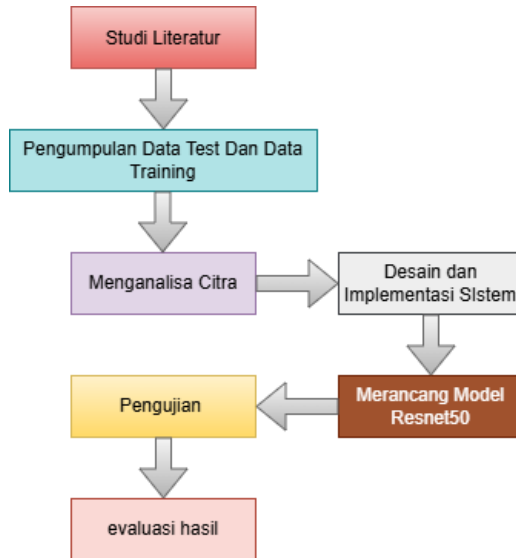 Studi Literatur
Pengumpulan Data Test Dan Data
Training
Menganalisa Citra
Desain dan
Implementasi SIstem
Merancang Model
Resnet50
Pengujian
evaluasi hasil